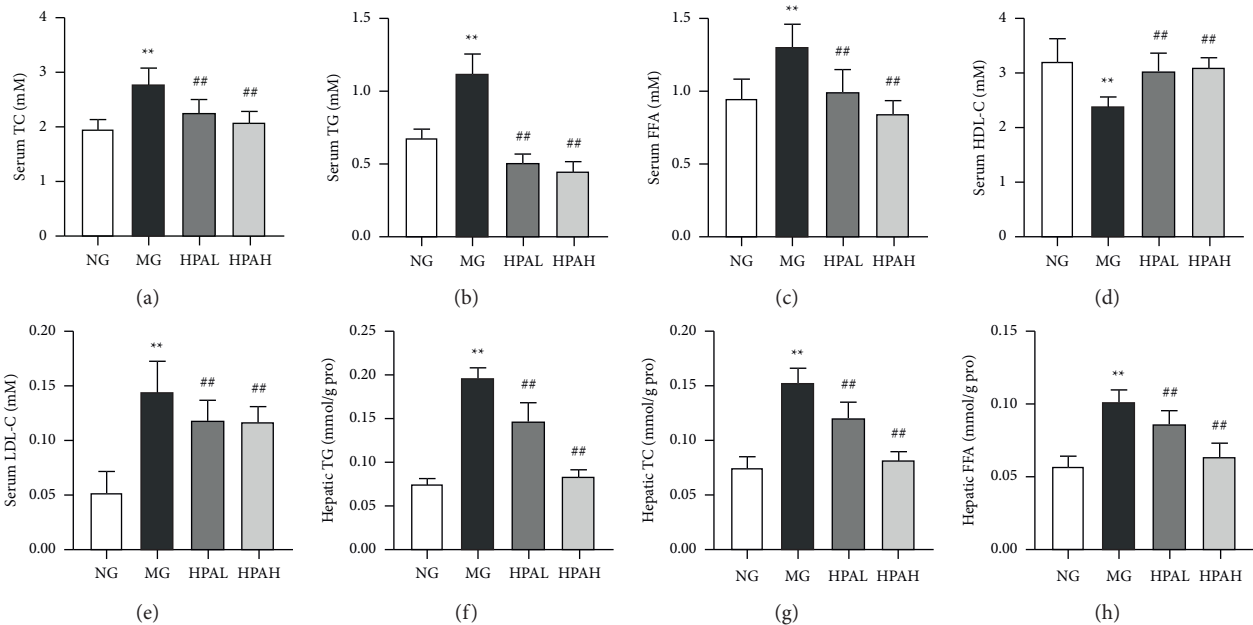 Serum TC (mM)
4
3
2
1
0
**
##
##
NG MG HPAL HPAH
(a)
Serum TG (mM)
1.5
1.0
0.5
0.0
**
##
##
NG MG HPAL HPAH
(b)
Serum FFA (mM)
1.5
1.0
0.5
0.0
**
##
##
NG MG HPAL HPAH
(c)
Serum HDL-C (mM)
4
3
2
1
0
**
##
##
NG MG HPAL HPAH
(d)
Serum LDL-C (mM)
0.20
0.15
0.10
0.05
0.00
**
##
##
NG MG HPAL HPAH
(e)
Hepatic TG (mmol/g pro)
0.25
0.20
0.15
0.10
0.05
0.00
**
##
##
NG MG HPAL HPAH
(f)
Hepatic TC (mmol/g pro)
0.20
0.15
0.10
0.05
0.00
**
##
##
NG MG HPAL HPAH
(g)
Hepatic FFA (mmol/g pro)
0.15
0.10
0.05
0.00
**
##
##
NG MG HPAL HPAH
(h)